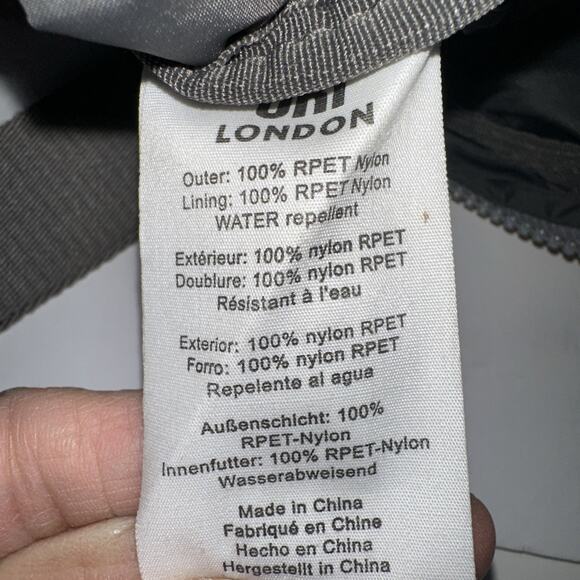 LONDON
Outer: 100% RPET Nylon
Lining: 100% RPET Nylon
WATER repellent
Extérieur: 100% nylon RPET
Doublure: 100% nylon RPET
Résistant à l'eau
Exterior: 100% nylon RPET
Forro: 100% nylon RPET
Repelente al agua
Außenschicht: 100%
RPET-Nylon
Innenfutter: 100% RPET-Nylon
Wasserabweisend
Made in China
Fabriqué en Chine
Hecho en China
Hergestellt in China